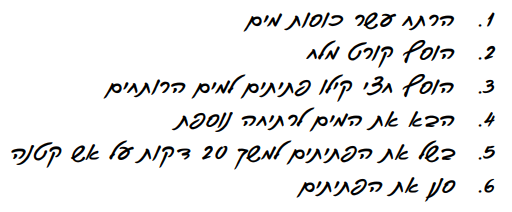 1. הרתח עשר כוסות מים
2. הוסף קורט מלח
3. הוסף חצי קילו פתיתים למים הרותחים
4. הבא את המים לרתיחה נוספת
5. בשל את הפתיתים למשך 20 דקות על אש קטנה
6. סנן את הפתיתים